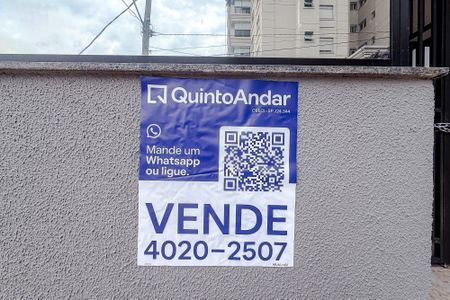 QuintoAndar
Mande um
Whatsapp
ou ligue.
VENDE
4020-2507